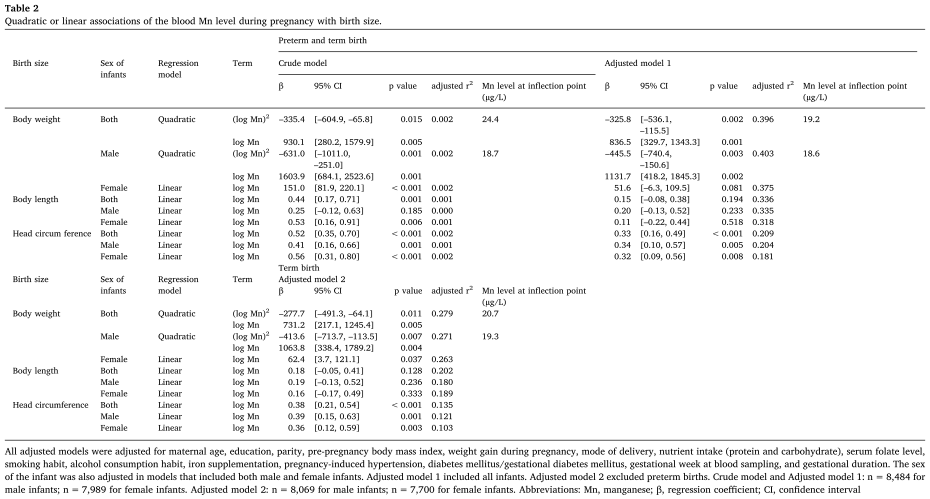 Table 2
Quadratic or linear associations of the blood Mn level during pregnancy with birth size.
Preterm and term birth
Birth size Sex of infants Regression model Term Crude model Adjusted model 1
β 95% CI p value adjusted r² Mn level at inflection point (μg/L) β 95% CI p value adjusted r² Mn level at inflection point (μg/L)
Body weight Both Quadratic (log Mn)² –335.4 [–604.9, –65.8] 0.015 0.002 24.4 –325.8 [–536.1, –115.5] 0.002 0.396 19.2
log Mn 930.1 [280.2, 1579.9] 0.005 836.5 [329.7, 1343.3] 0.001
Male Quadratic (log Mn)² –631.0 [–1011.0, –251.0] 0.001 0.002 18.7 –445.5 [–740.4, –150.6] 0.003 0.403 18.6
log Mn 1603.9 [684.1, 2523.6] 0.001 1131.7 [418.2, 1845.3] 0.002
Female Linear log Mn 151.0 [81.9, 220.1] < 0.001 0.002 51.6 [–6.3, 109.5] 0.081 0.375
Body length Both Linear log Mn 0.44 [0.17, 0.71] 0.001 0.001 0.15 [–0.08, 0.38] 0.194 0.336
Male Linear log Mn 0.25 [–0.12, 0.63] 0.185 0.000 0.20 [–0.13, 0.52] 0.233 0.335
Female Linear log Mn 0.53 [0.16, 0.91] 0.006 0.001 0.11 [–0.22, 0.44] 0.518 0.318
Head circum ference Both Linear log Mn 0.52 [0.35, 0.70] < 0.001 0.002 0.33 [0.16, 0.49] < 0.001 0.209
Male Linear log Mn 0.41 [0.16, 0.66] 0.001 0.001 0.34 [0.10, 0.57] 0.005 0.204
Female Linear log Mn 0.56 [0.31, 0.80] < 0.001 0.002 0.32 [0.09, 0.56] 0.008 0.181
Term birth
Birth size Sex of infants Regression model Term Adjusted model 2
β 95% CI p value adjusted r² Mn level at inflection point (μg/L)
Body weight Both Quadratic (log Mn)² –277.7 [–491.3, –64.1] 0.011 0.279 20.7
log Mn 731.2 [217.1, 1245.4] 0.005
Male Quadratic (log Mn)² –413.6 [–713.7, –113.5] 0.007 0.271 19.3
log Mn 1063.8 [338.4, 1789.2] 0.004
Female Linear log Mn 62.4 [3.7, 121.1] 0.037 0.263
Body length Both Linear log Mn 0.18 [–0.05, 0.41] 0.128 0.202
Male Linear log Mn 0.19 [–0.13, 0.52] 0.236 0.180
Female Linear log Mn 0.16 [–0.17, 0.49] 0.333 0.189
Head circumference Both Linear log Mn 0.38 [0.21, 0.54] < 0.001 0.135
Male Linear log Mn 0.39 [0.15, 0.63] 0.001 0.121
Female Linear log Mn 0.36 [0.12, 0.59] 0.003 0.103
All adjusted models were adjusted for maternal age, education, parity, pre-pregnancy body mass index, weight gain during pregnancy, mode of delivery, nutrient intake (protein and carbohydrate), serum folate level,
smoking habit, alcohol consumption habit, iron supplementation, pregnancy-induced hypertension, diabetes mellitus/gestational diabetes mellitus, gestational week at blood sampling, and gestational duration. The sex
of the infant was also adjusted in models that included both male and female infants. Adjusted model 1 included all infants. Adjusted model 2 excluded preterm births. Crude model and Adjusted model 1: n = 8,484 for
male infants; n = 7,989 for female infants. Adjusted model 2: n = 8,069 for male infants; n = 7,700 for female infants. Abbreviations: Mn, manganese; β, regression coefficient; CI, confidence interval